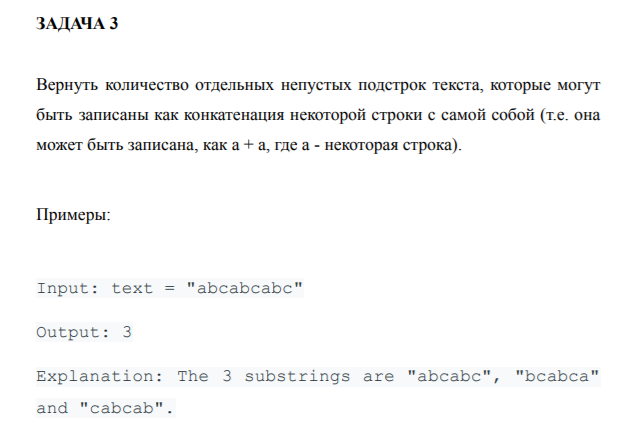 ЗАДАЧА 3
Вернуть количество отдельных непустых подстрок текста, которые могут
быть записаны как конкатенация некоторой строки с самой собой (т.е. она
может быть записана, как a + a, где a - некоторая строка).
Примеры:
Input: text = "abcabcabc"
Output: 3
Explanation: The 3 substrings are "abcabc", "bcabca"
and "cabcab".